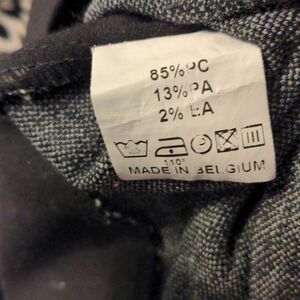 85% PC
13% PA
2% EA
110°
MADE IN BELGIUM